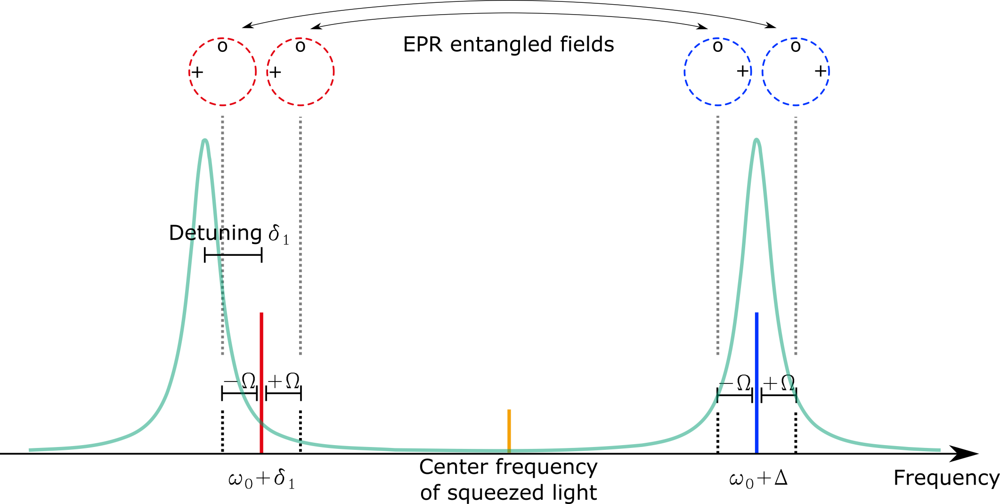 o o o o
EPR entangled fields
+ + + +
Detuning δ₁
−Ω +Ω −Ω +Ω
ω₀+δ₁
Center frequency
of squeezed light
ω₀+Δ
Frequency